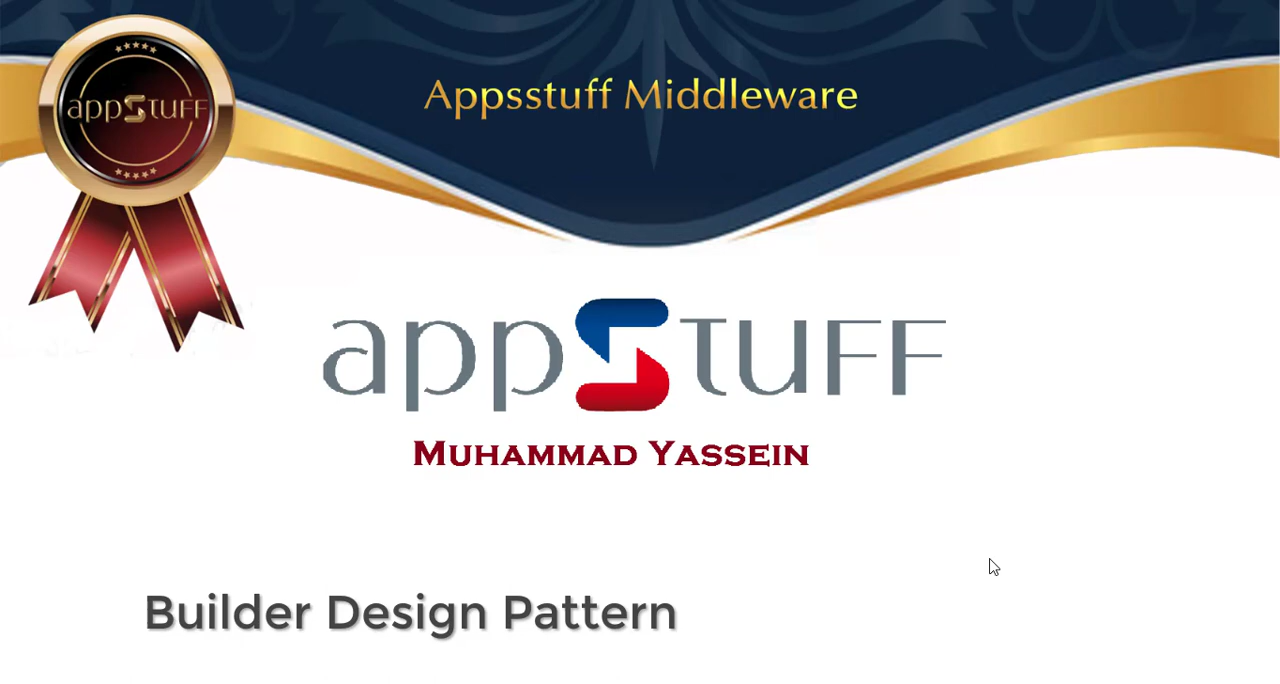 appSTUFF
Appsstuff Middleware
appSTUFF
MUHAMMAD YASSEIN
Builder Design Pattern